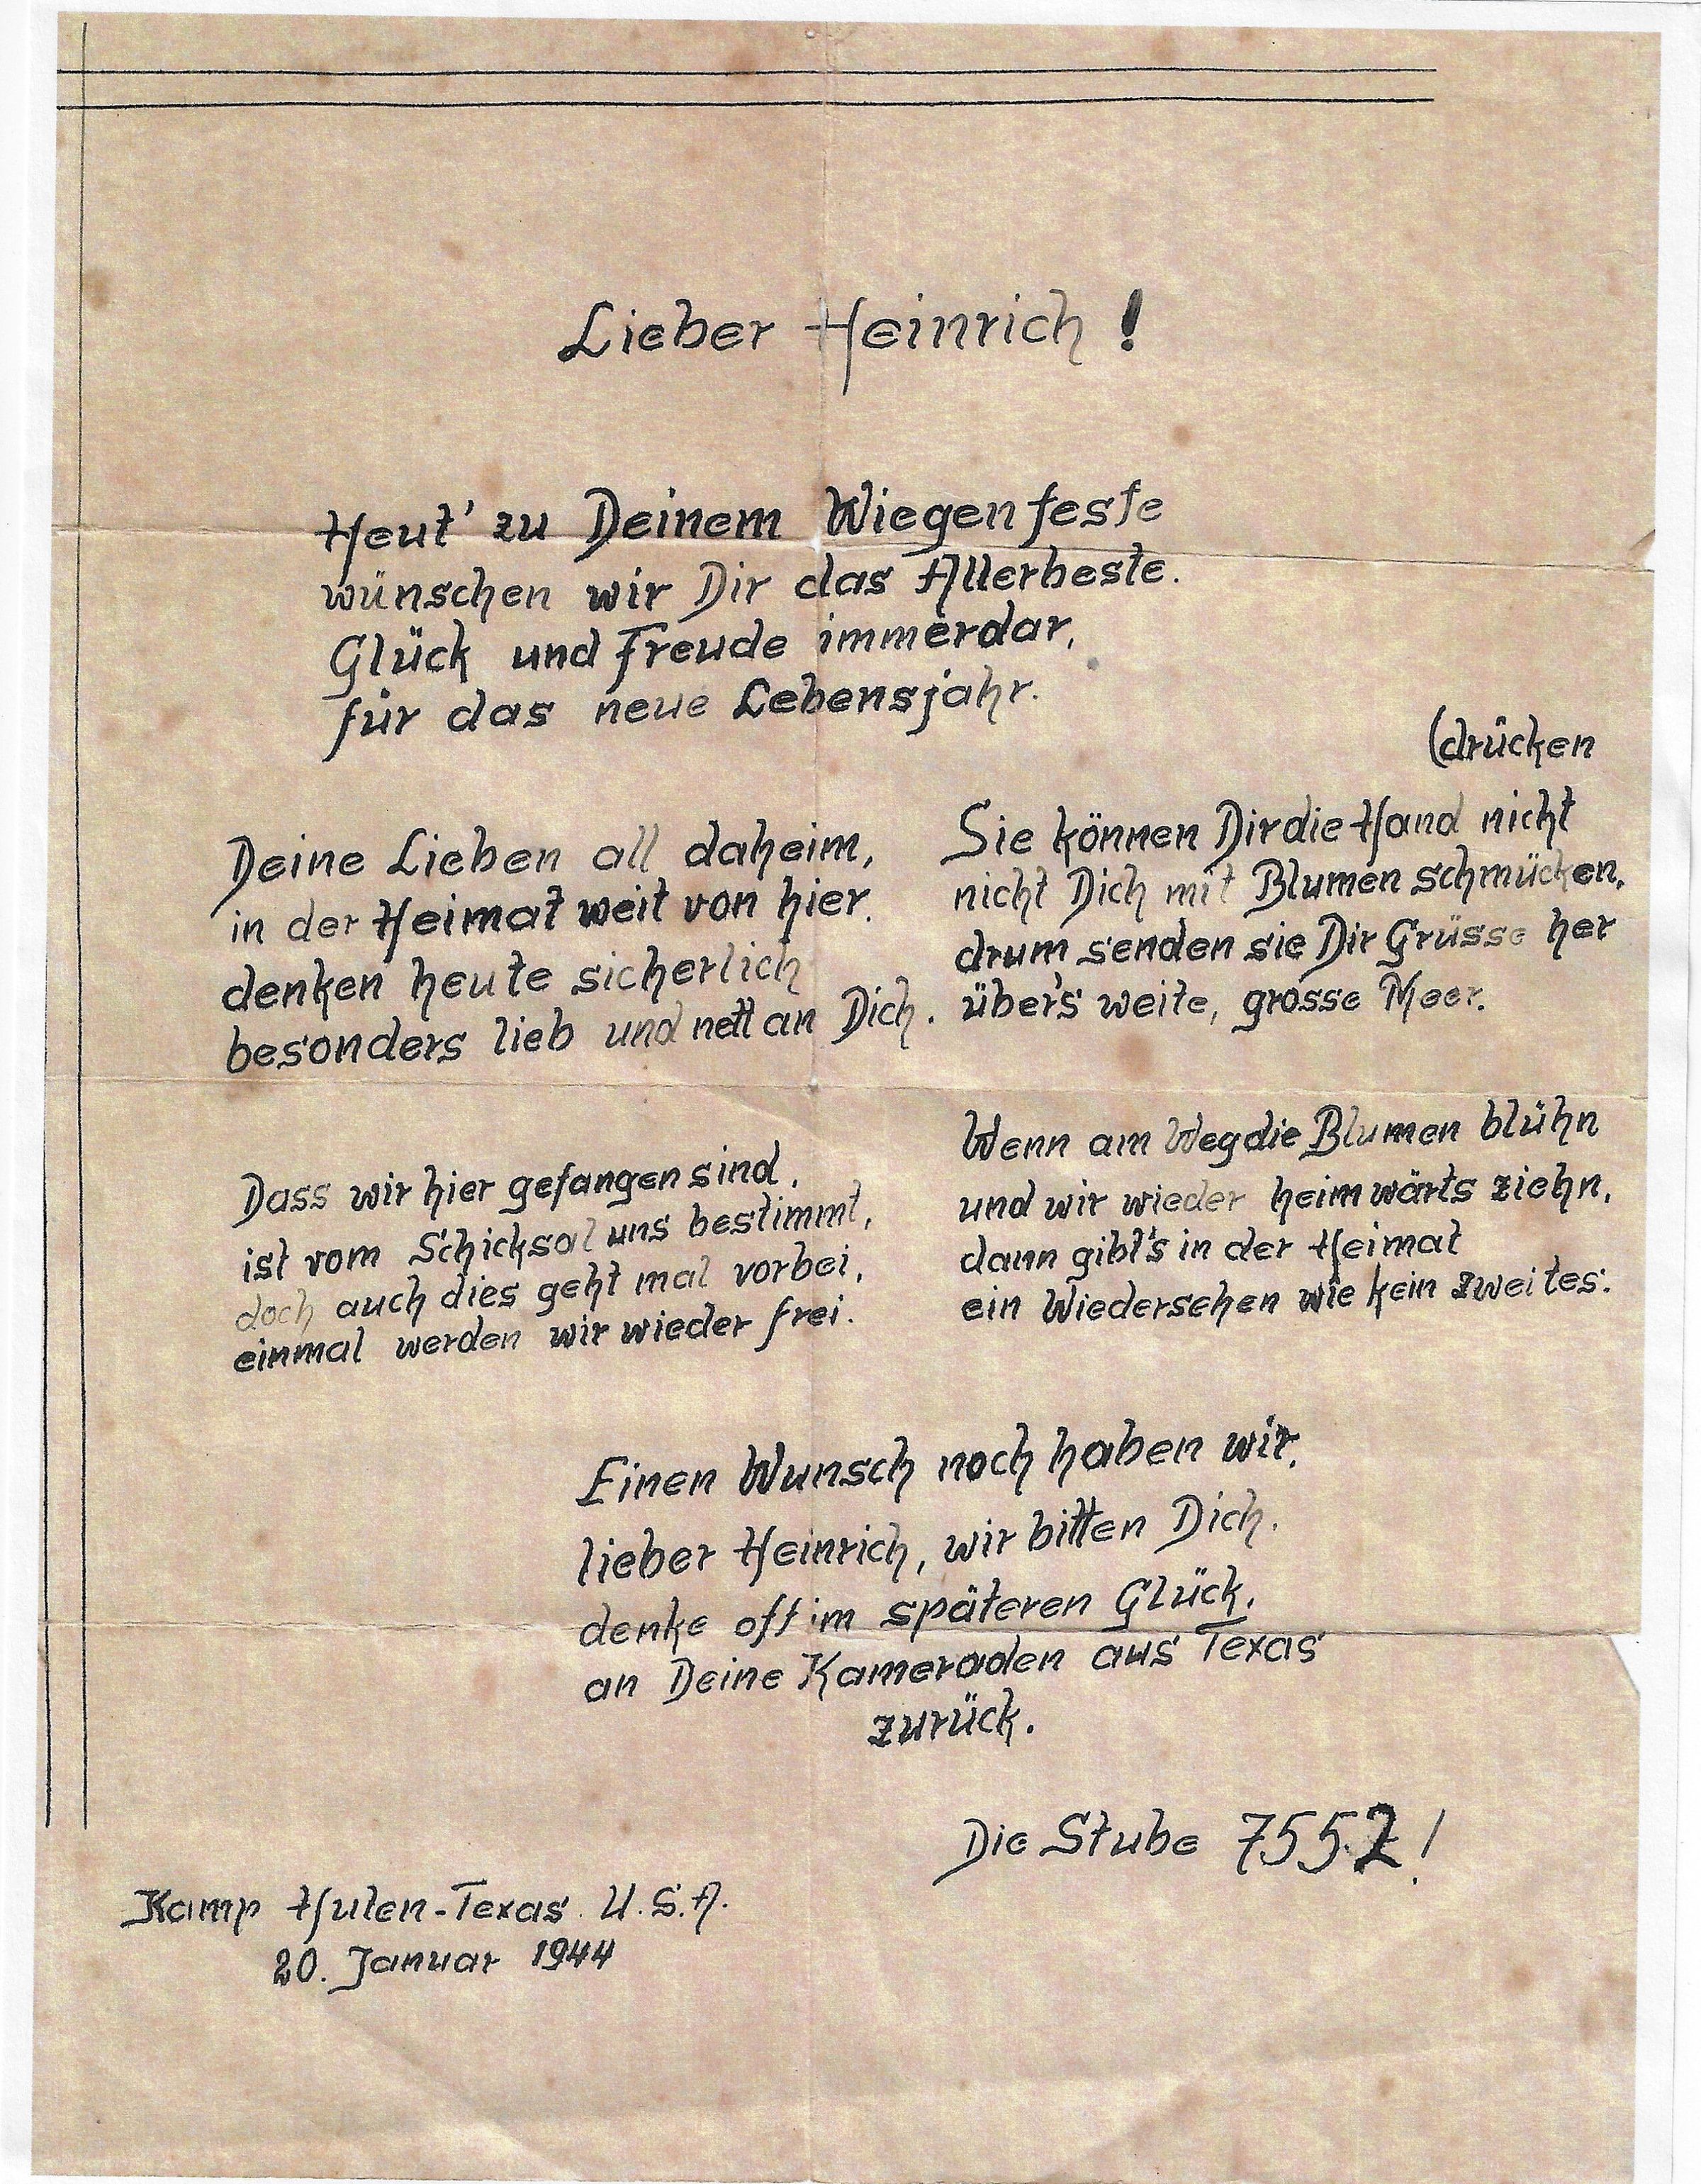 Lieber Heinrich!
Heut' zu Deinem Wiegenfeste
wünschen wir Dir das Allerbeste.
Glück und Freude immerdar,
für das neue Lebensjahr.
Deine Lieben all daheim,
in der Heimat weit von hier.
denken heute sicherlich
besonders lieb und nett an Dich.
(drücken
Sie können Dir die Hand nicht
nicht Dich mit Blumen schmücken,
drum senden sie Dir Grüsse her
über's weite, grosse Meer.
Dass wir hier gefangen sind,
ist vom Schicksal uns bestimmt,
doch auch dies geht mal vorbei,
einmal werden wir wieder frei.
Wenn am Weg die Blumen blühn
und wir wieder heimwärts ziehn,
dann gibt's in der Heimat
ein Wiedersehen wie kein zweites.
Einen Wunsch noch haben wir,
lieber Heinrich, wir bitten Dich.
denke oft im späteren Glück,
an Deine Kameraden aus Texas
zurück.
Die Stube 7552!
Kamp Hulen-Texas U.S.A.
20. Januar 1944